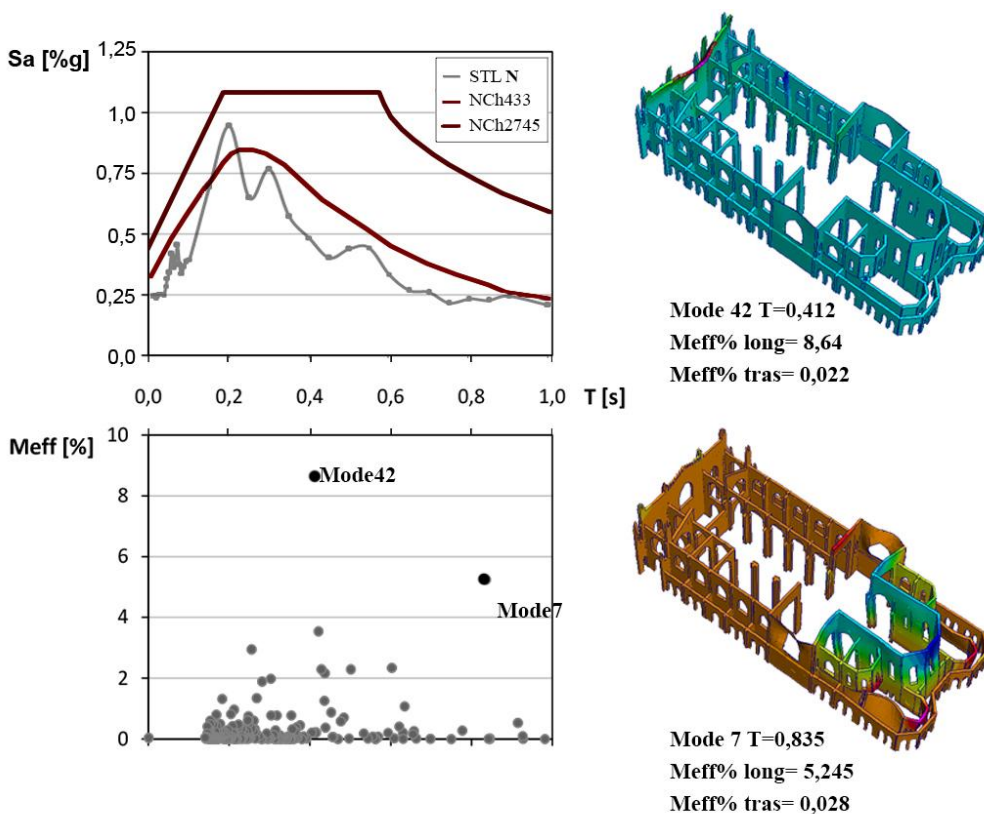 Sa [%g]
1,25
1,0
0,75
0,5
0,25
0,0
STL N
NCh433
NCh2745
0,0 0,2 0,4 0,6 0,8 1,0 T [s]
Mode 42 T=0,412
Meff% long= 8,64
Meff% tras= 0,022
Meff [%]
10
8
6
4
2
0
Mode42
Mode7
Mode 7 T=0,835
Meff% long= 5,245
Meff% tras= 0,028